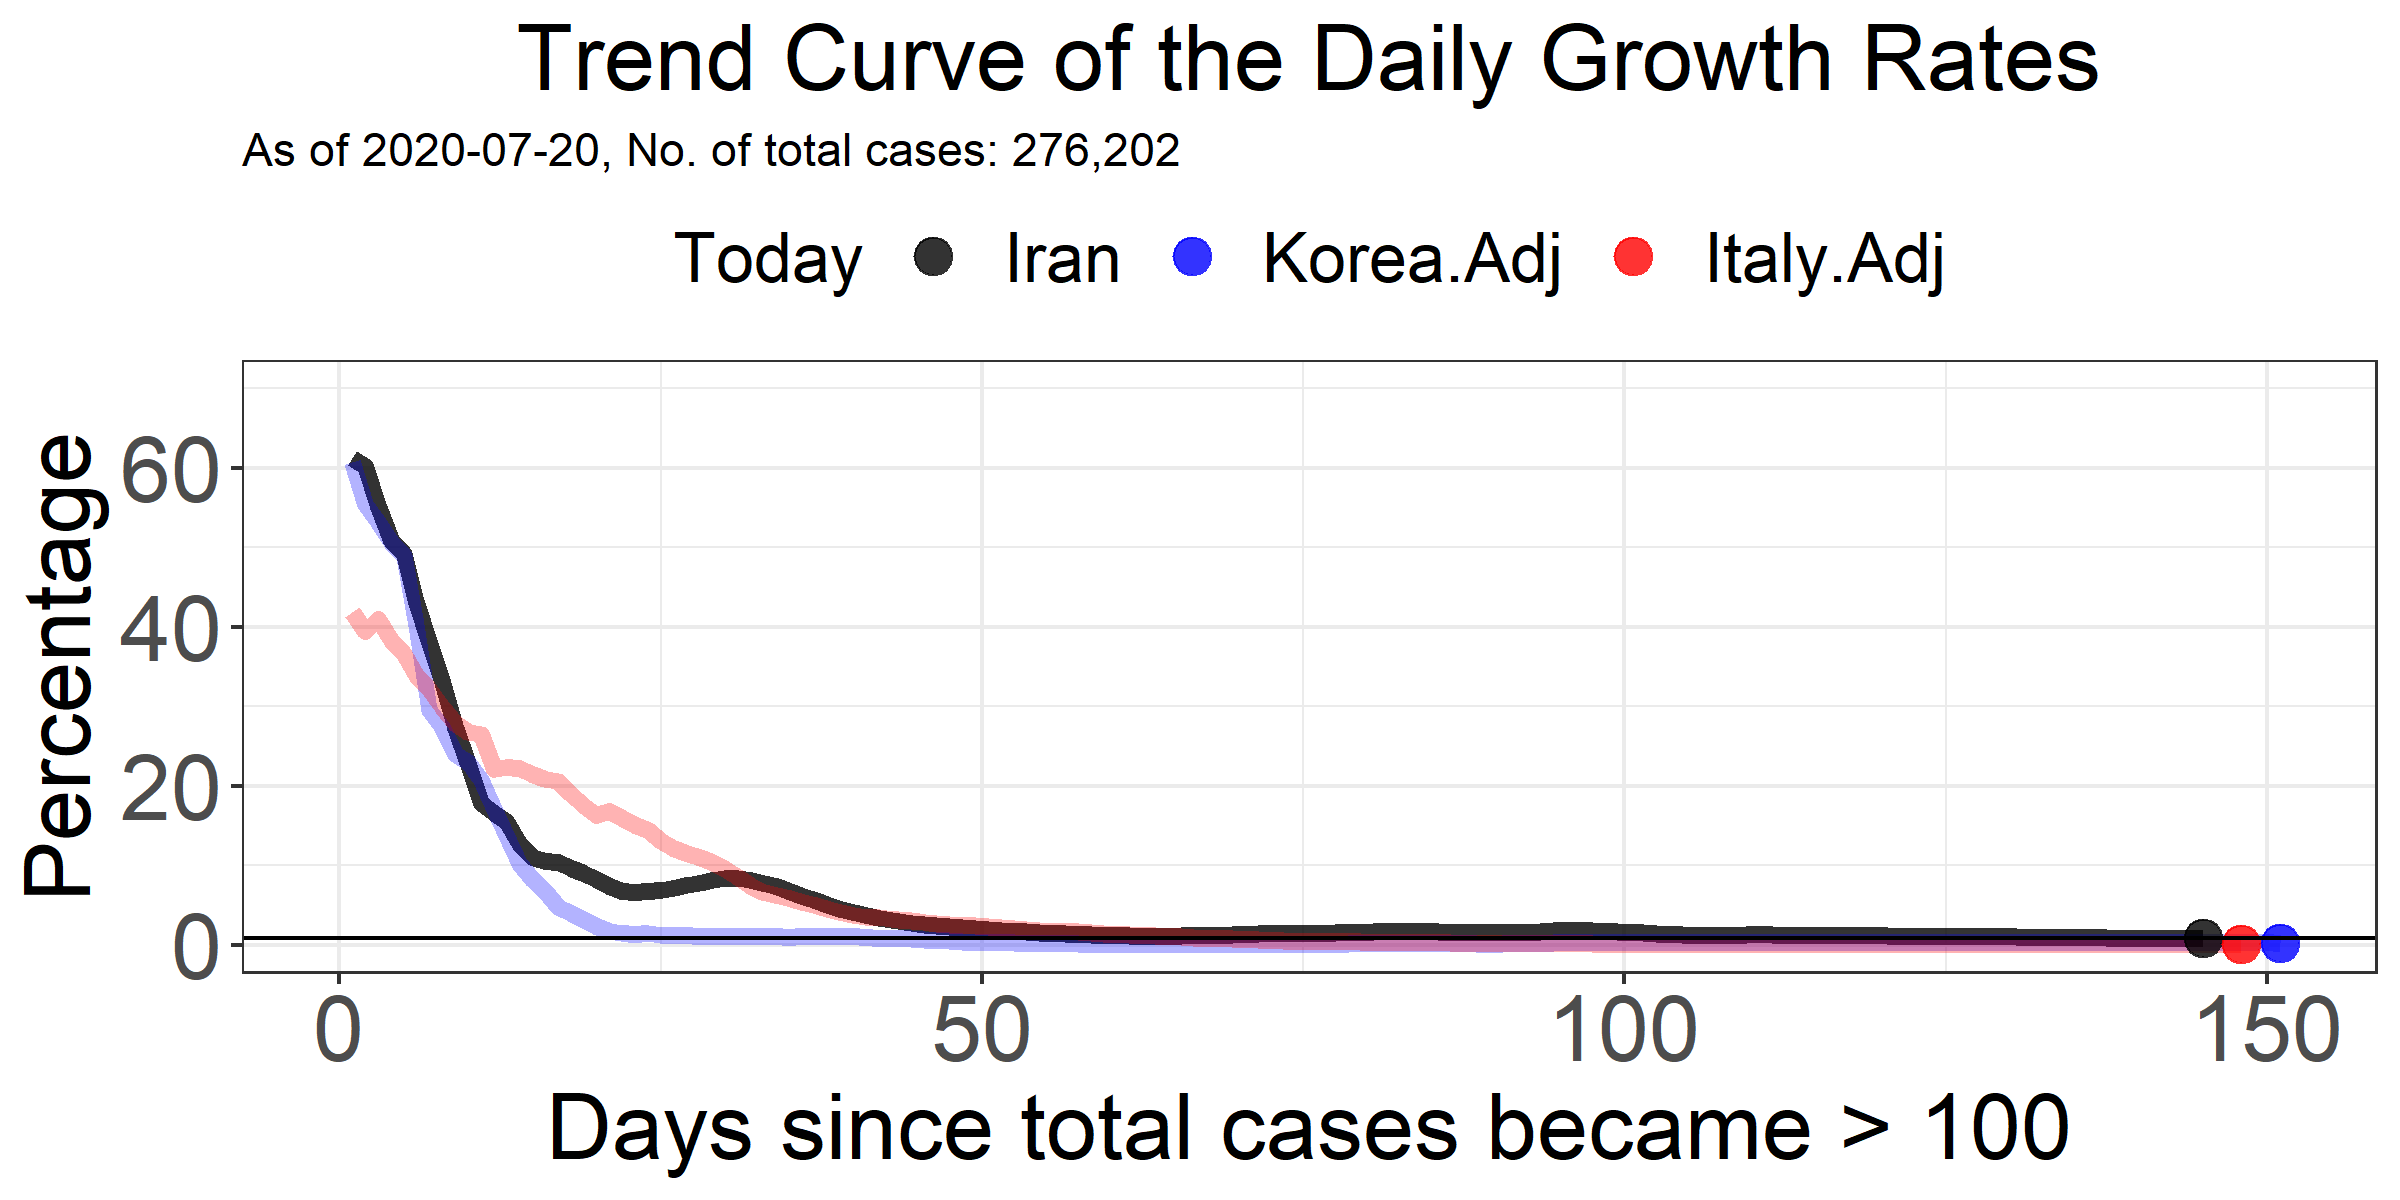 Trend Curve of the Daily Growth Rates
As of 2020-07-20, No. of total cases: 276,202
Today Iran Korea.Adj Italy.Adj
Percentage
60
40
20
0
0 50 100 150
Days since total cases became > 100